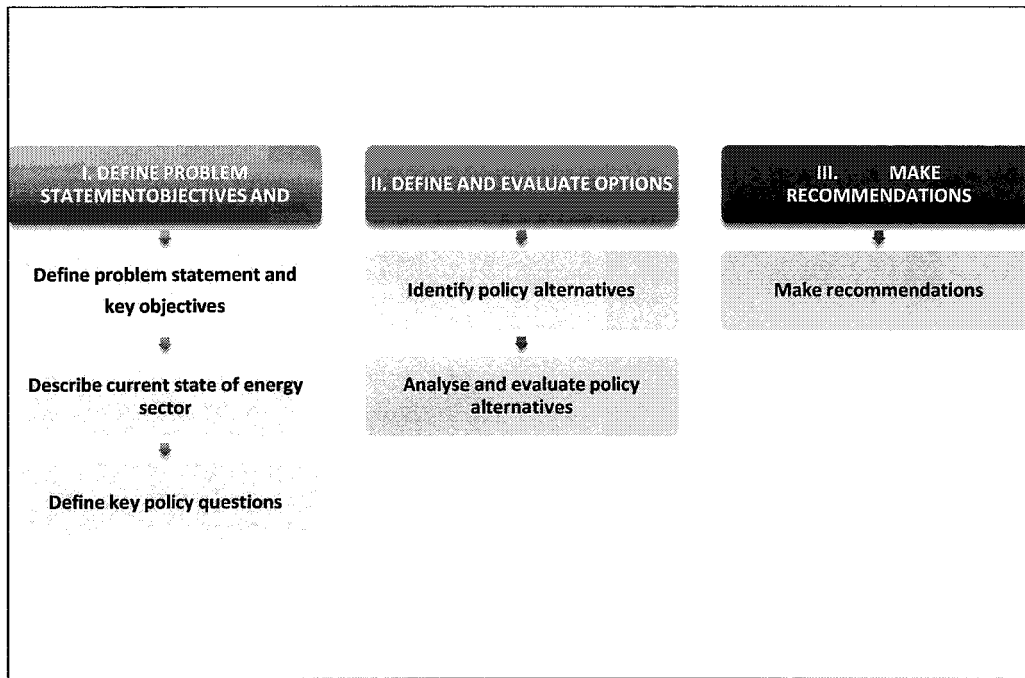 I. DEFINE PROBLEM
STATEMENTOBJECTIVES AND
Define problem statement and
key objectives
Describe current state of energy
sector
Define key policy questions
II. DEFINE AND EVALUATE OPTIONS
Identify policy alternatives
Analyse and evaluate policy
alternatives
III. MAKE
RECOMMENDATIONS
Make recommendations